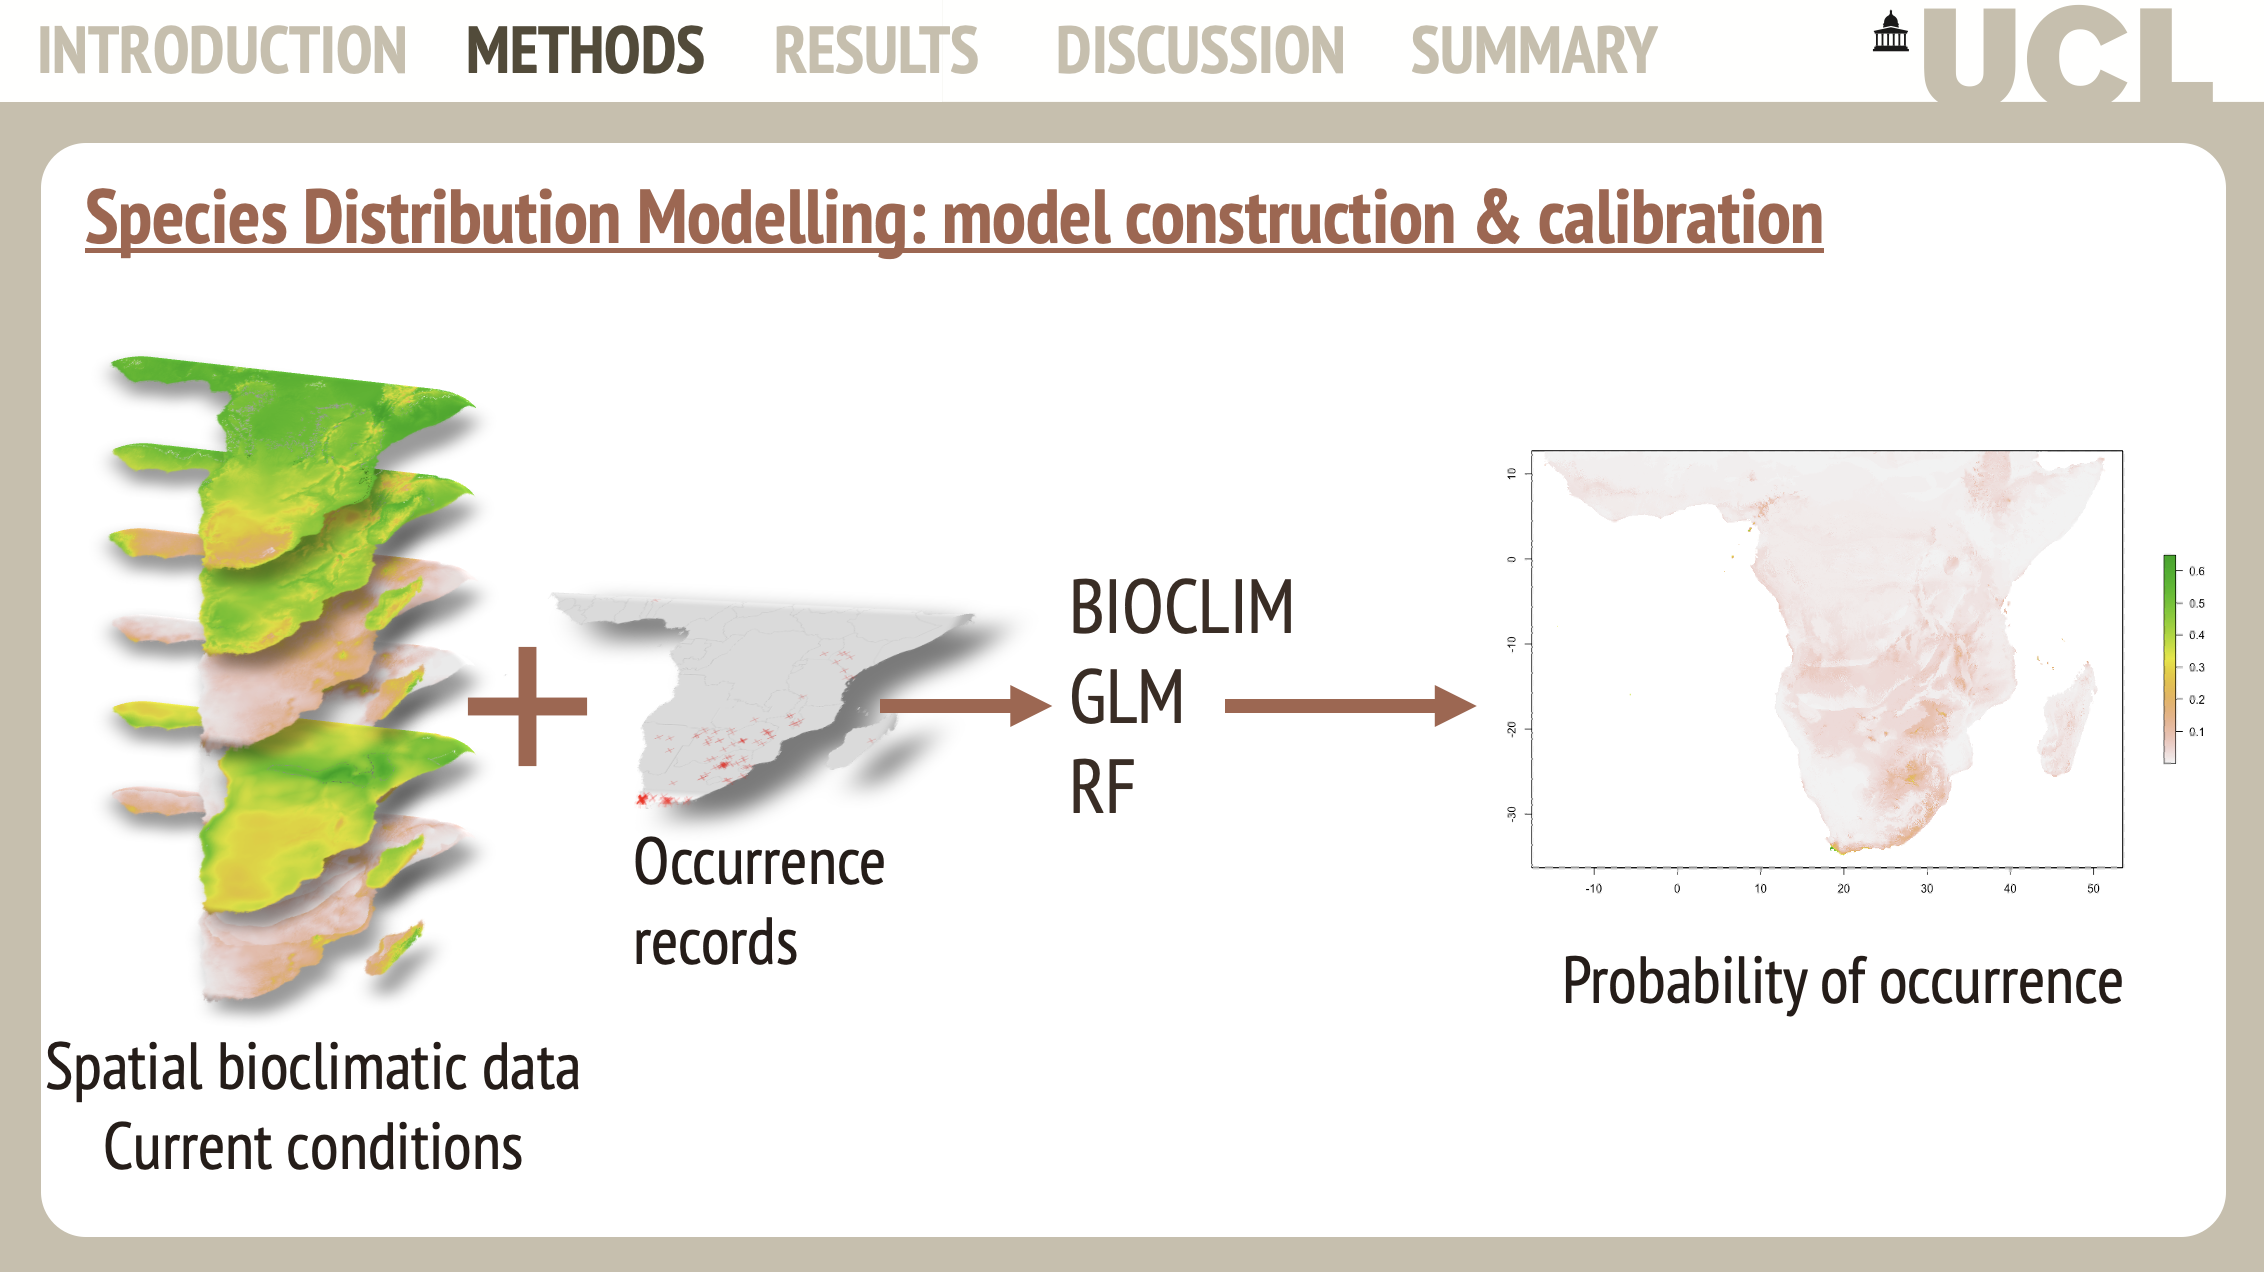 INTRODUCTION METHODS RESULTS DISCUSSION SUMMARY UCL
Species Distribution Modelling: model construction & calibration
Spatial bioclimatic data
Current conditions
Occurrence
records
BIOCLIM
GLM
RF
10
0
-10
-20
-30
-10 0 10 20 30 40 50
0.6
0.5
0.4
0.3
0.2
0.1
Probability of occurrence